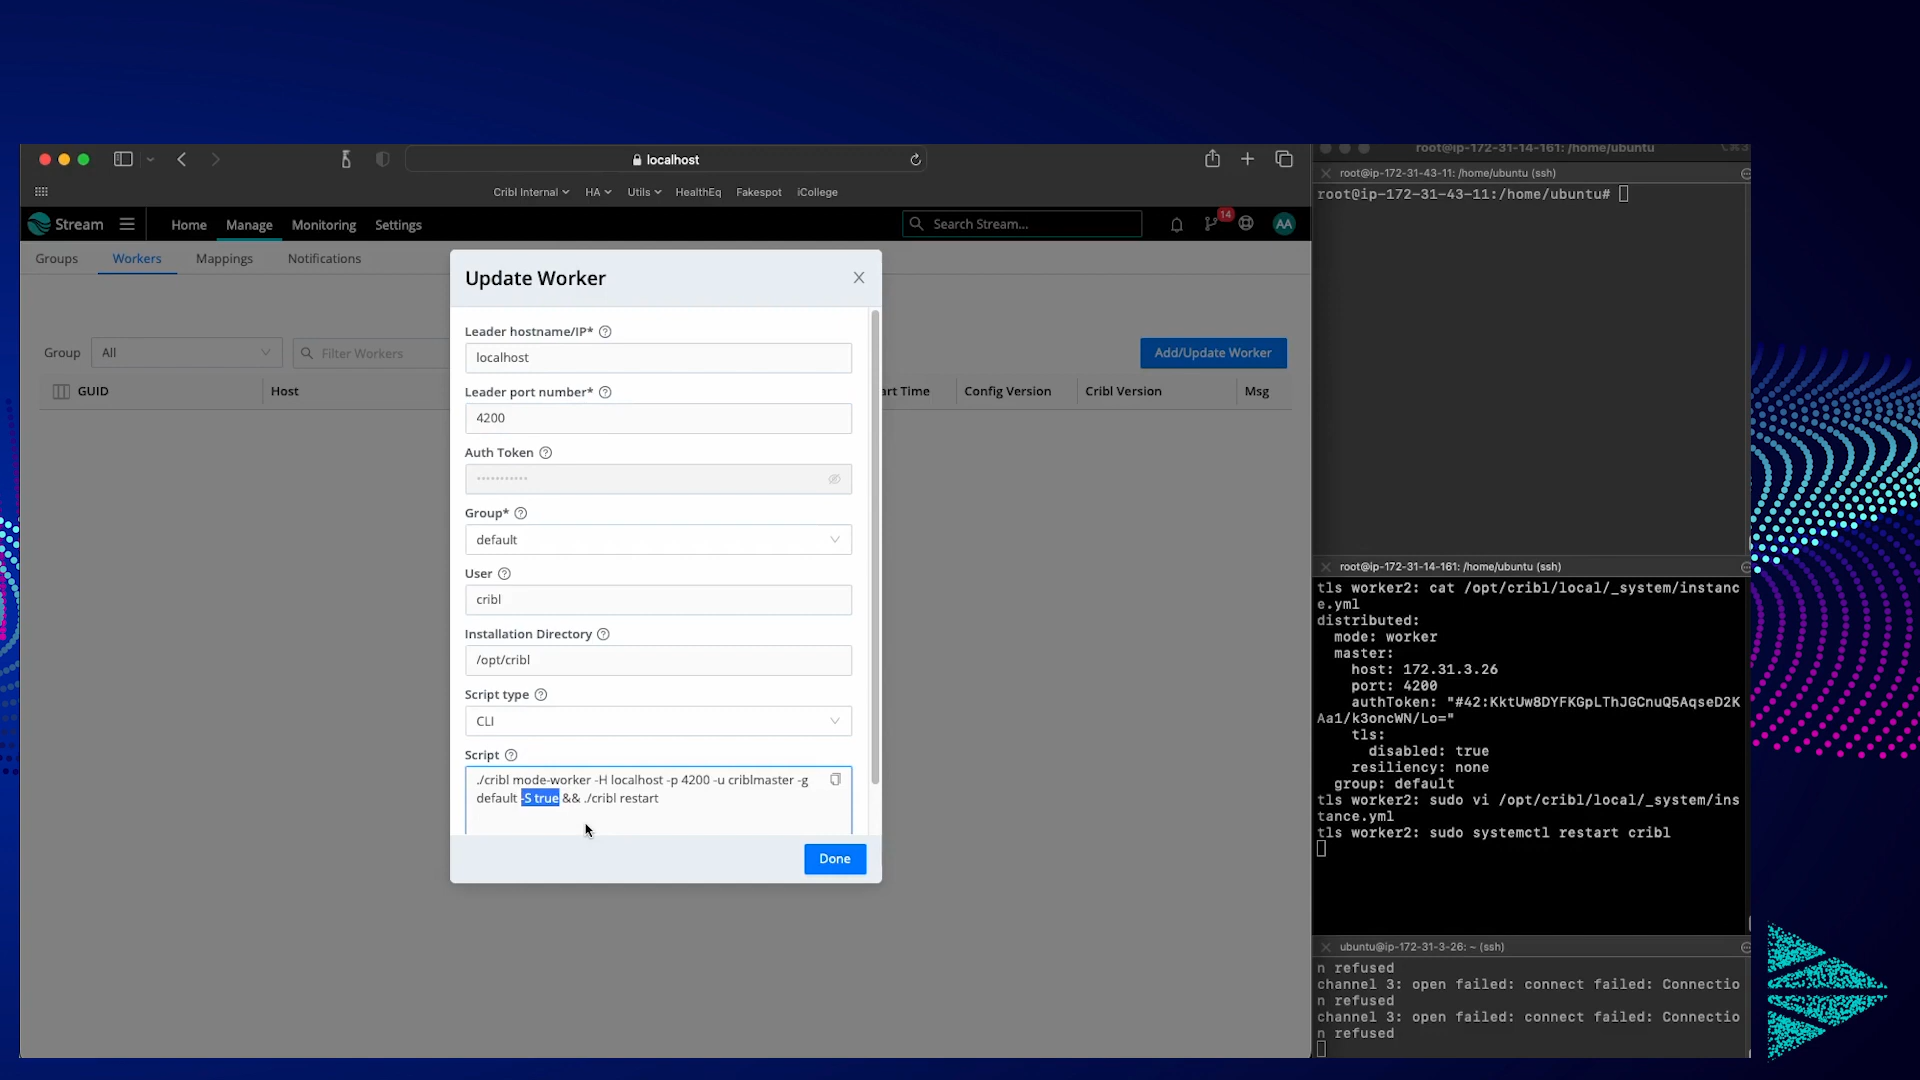 localhost
Cribl Internal
HA
Utils
HealthEq
Fakespot
iCollege
Stream
Home
Manage
Monitoring
Settings
Search Stream...
14
AA
Groups
Workers
Mappings
Notifications
Group
All
Filter Workers
Add/Update Worker
GUID
Host
art Time
Config Version
Cribl Version
Msg
Update Worker
Leader hostname/IP*
localhost
Leader port number*
4200
Auth Token
Group*
default
User
cribl
Installation Directory
/opt/cribl
Script type
CLI
Script
./cribl mode-worker -H localhost -p 4200 -u criblmaster -g
default -S true && ./cribl restart
Done
root@ip-172-31-14-161: /home/ubuntu
root@ip-172-31-43-11: /home/ubuntu (ssh)
root@ip-172-31-43-11:/home/ubuntu#
root@ip-172-31-14-161: /home/ubuntu (ssh)
tls worker2: cat /opt/cribl/local/_system/instanc
e.yml
distributed:
mode: worker
master:
host: 172.31.3.26
port: 4200
authToken: "#42:KktUw8DYFKGpLThJGCnuQ5AqseD2K
Aa1/k3oncWN/Lo="
tls:
disabled: true
resiliency: none
group: default
tls worker2: sudo vi /opt/cribl/local/_system/ins
tance.yml
tls worker2: sudo systemctl restart cribl
ubuntu@ip-172-31-3-26: ~ (ssh)
n refused
channel 3: open failed: connect failed: Connectio
n refused
channel 3: open failed: connect failed: Connectio
n refused